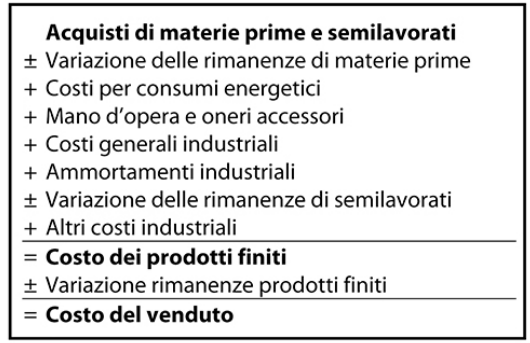 Acquisti di materie prime e semilavorati
± Variazione delle rimanenze di materie prime
+ Costi per consumi energetici
+ Mano d'opera e oneri accessori
+ Costi generali industriali
+ Ammortamenti industriali
± Variazione delle rimanenze di semilavorati
+ Altri costi industriali
= Costo dei prodotti finiti
± Variazione rimanenze prodotti finiti
= Costo del venduto